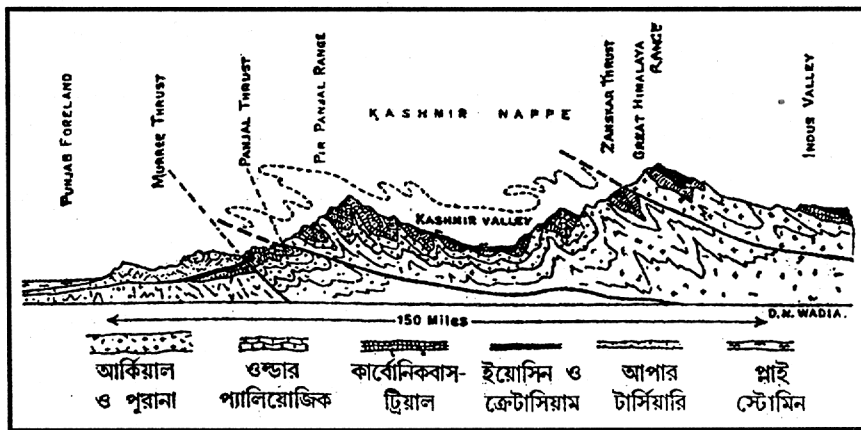 PUNJAB FORELAND
MURREE THRUST
PANJAL THRUST
PIR PANJAL RANGE
KASHMIR NAPPE
ZANSKAR THRUST
GREAT HIMALAYA
RANGE
INDUS VALLEY
KASHMIR VALLEY
150 Miles
D.N. WADIA.
আর্কিয়াল
ও পুরানা
ওল্ডার
প্যালিয়োজিক
কার্বোনিকবাস-
ট্রিয়াল
ইয়োসিন ও
ক্রেটাসিয়াম
আপার
টার্সিয়ারি
প্লাই
স্টোমিন